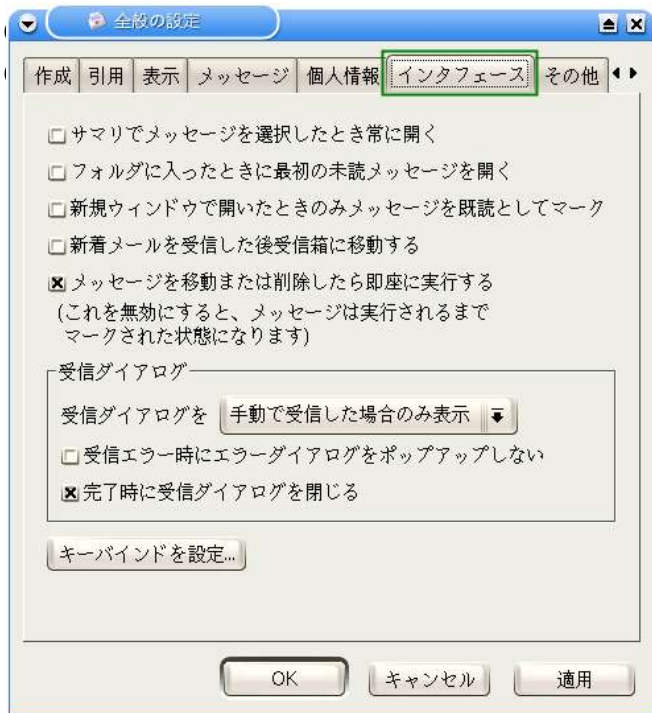 全般の設定
作成 引用 表示 メッセージ 個人情報 インタフェース その他
サマリでメッセージを選択したとき常に開く
フォルダに入ったときに最初の未読メッセージを開く
新規ウィンドウで開いたときのみメッセージを既読としてマーク
新着メールを受信した後受信箱に移動する
メッセージを移動または削除したら即座に実行する
(これを無効にすると、メッセージは実行されるまで
マークされた状態になります)
受信ダイアログ
受信ダイアログを 手動で受信した場合のみ表示
受信エラー時にエラーダイアログをポップアップしない
完了時に受信ダイアログを閉じる
キーバインドを設定...
OK キャンセル 適用